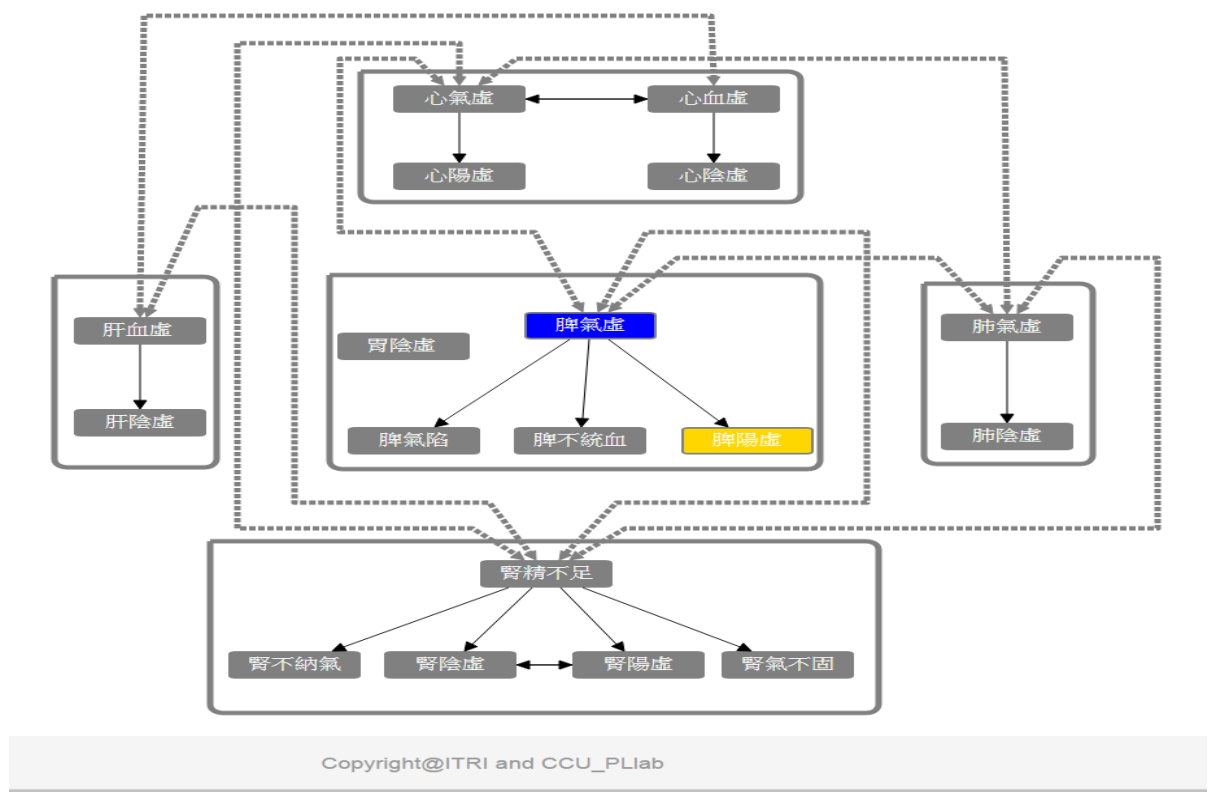 心氣虛
心血虛
心陽虛
心陰虛
肝血虛
肝陰虛
脾氣虛
胃陰虛
脾氣陷
脾不統血
脾陽虛
肺氣虛
肺陰虛
腎精不足
腎不納氣
腎陰虛
腎陽虛
腎氣不固
Copyright@ITRI and CCU_PLlab